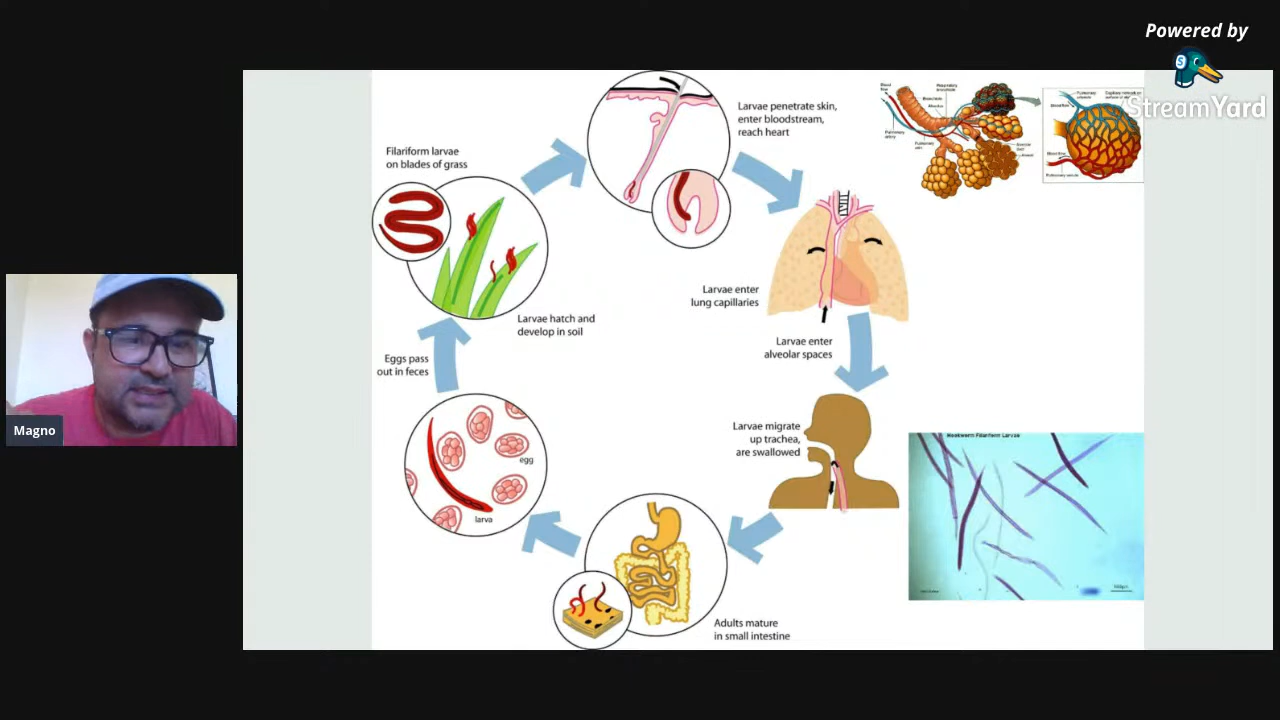 Powered by
StreamYard
Larvae penetrate skin,
enter bloodstream,
reach heart
Filariform larvae
on blades of grass
Larvae enter
lung capillaries
Larvae hatch and
develop in soil
Larvae enter
alveolar spaces
Eggs pass
out in feces
Larvae migrate
up trachea,
are swallowed
egg
larva
Adults mature
in small intestine
Hookworm Filariform Larvae
Magno